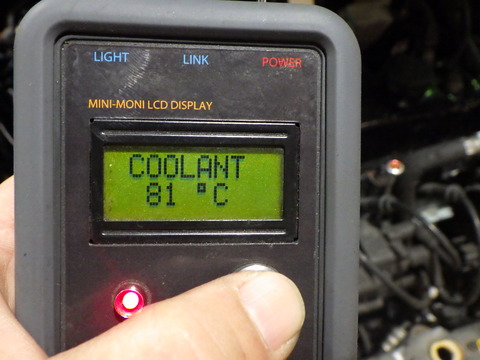 LIGHT LINK POWER
MINI-MONI LCD DISPLAY
COOLANT
81 °C